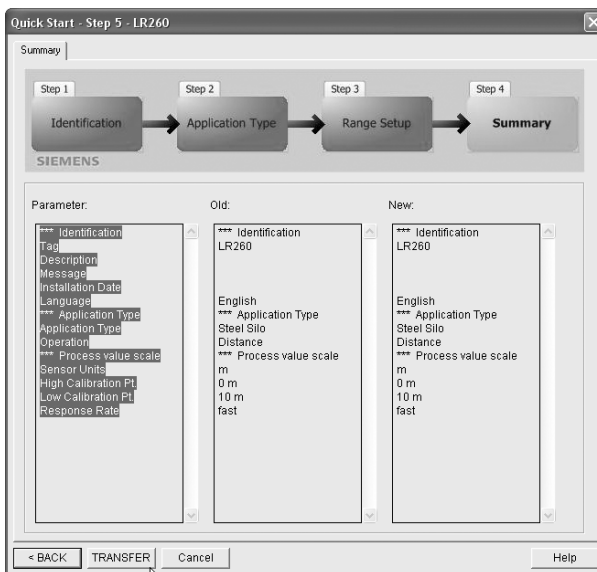 Quick Start - Step 5 - LR260
Summary
Step 1
Step 2
Step 3
Step 4
Identification
Application Type
Range Setup
Summary
SIEMENS
Parameter:
Old:
New:
*** Identification
Tag
Description
Message
Installation Date
Language
*** Application Type
Application Type
Operation
*** Process value scale
Sensor Units
High Calibration Pt.
Low Calibration Pt.
Response Rate
*** Identification
LR260
English
*** Application Type
Steel Silo
Distance
*** Process value scale
m
0 m
10 m
fast
*** Identification
LR260
English
*** Application Type
Steel Silo
Distance
*** Process value scale
m
0 m
10 m
fast
< BACK
TRANSFER
Cancel
Help